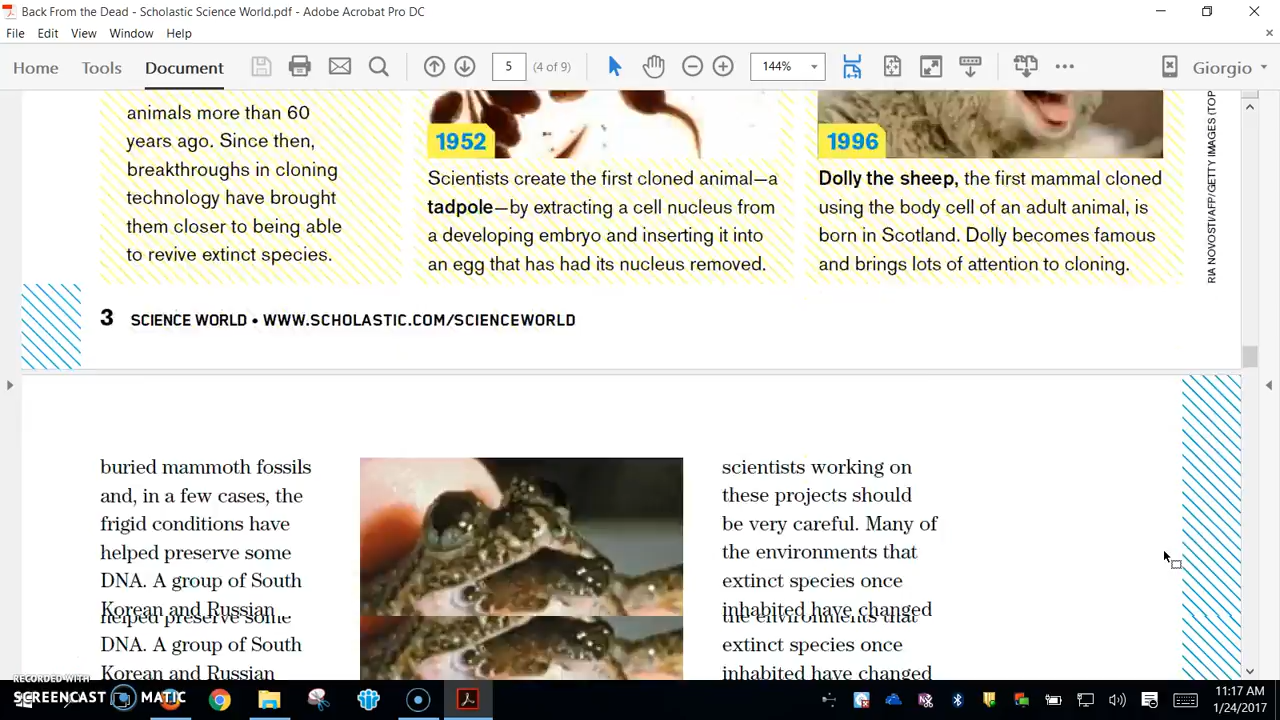 Back From the Dead - Scholastic Science World.pdf - Adobe Acrobat Pro DC
File Edit View Window Help
Home Tools Document 5 (4 of 9) 144% Giorgio
animals more than 60
years ago. Since then,
breakthroughs in cloning
technology have brought
them closer to being able
to revive extinct species.
1952
Scientists create the first cloned animal—a
tadpole—by extracting a cell nucleus from
a developing embryo and inserting it into
an egg that has had its nucleus removed.
1996
Dolly the sheep, the first mammal cloned
using the body cell of an adult animal, is
born in Scotland. Dolly becomes famous
and brings lots of attention to cloning.
RIA NOVOSTI/AFP/GETTY IMAGES (TOP
3 SCIENCE WORLD • WWW.SCHOLASTIC.COM/SCIENCEWORLD
buried mammoth fossils
and, in a few cases, the
frigid conditions have
helped preserve some
DNA. A group of South
Korean and Russian
helped preserve some
DNA. A group of South
Korean and Russian
scientists working on
these projects should
be very careful. Many of
the environments that
extinct species once
inhabited have changed
the environments that
extinct species once
inhabited have changed
RECORDED WITH
SCREENCAST MATIC
11:17 AM
1/24/2017